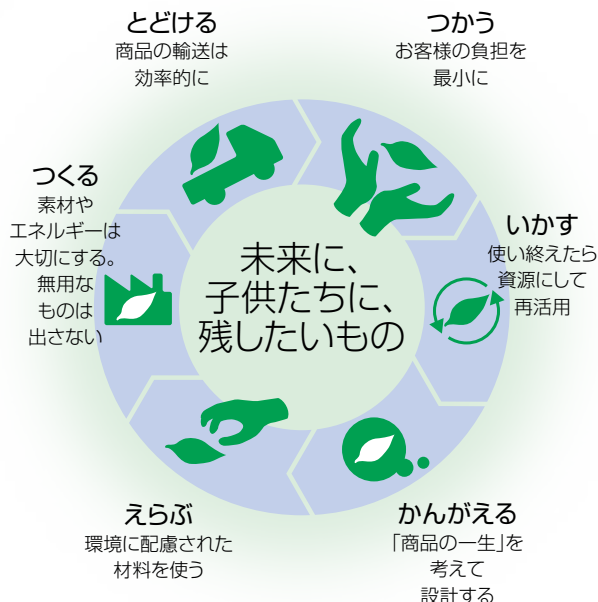 とどける
商品の輸送は
効率的に
つかう
お客様の負担を
最小に
つくる
素材や
エネルギーは
大切にする。
無用な
ものは
出さない
未来に、
子供たちに、
残したいもの
いかす
使い終えたら
資源にして
再活用
えらぶ
環境に配慮された
材料を使う
かんがえる
「商品の一生」を
考えて
設計する